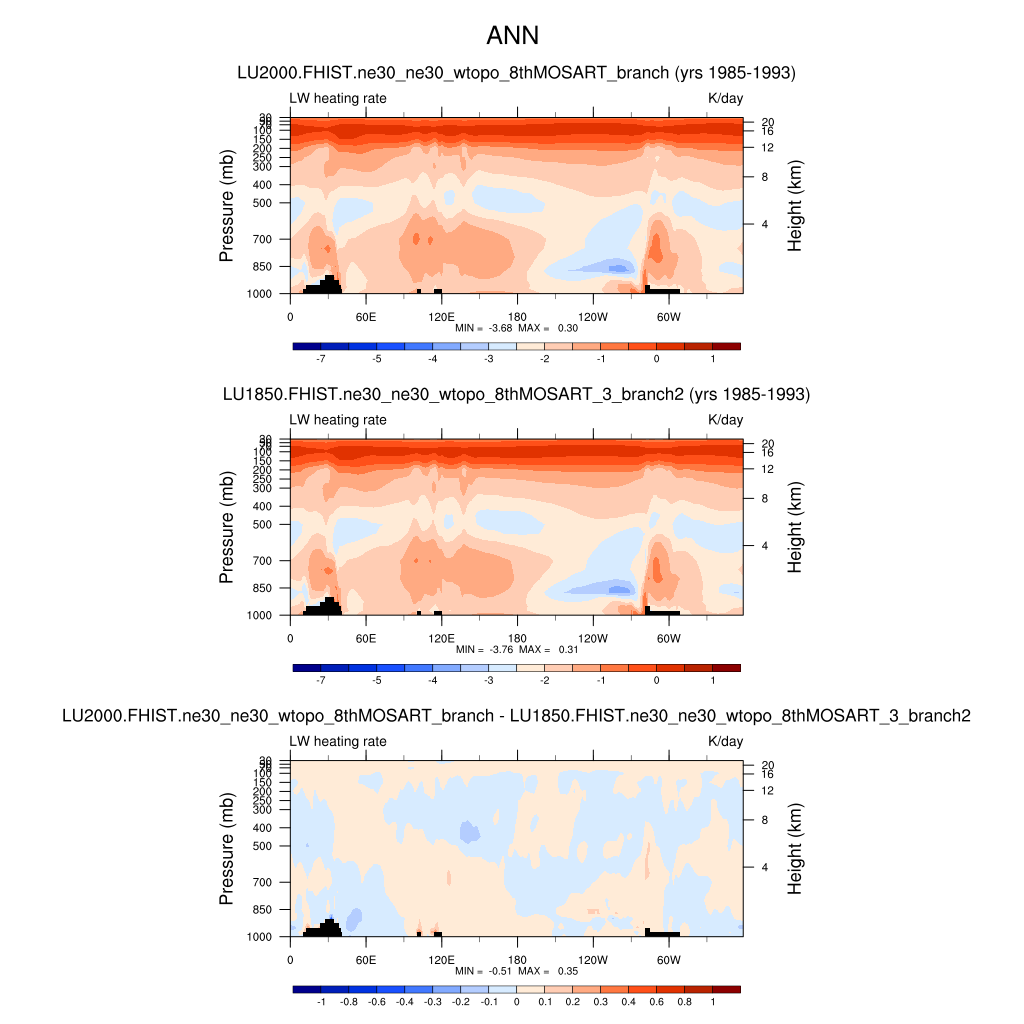 ANN
LU2000.FHIST.ne30_ne30_wtopo_8thMOSART_branch (yrs 1985-1993)
LW heating rate K/day
30
100
150
200
250
300
400
500
700
850
1000
Pressure (mb)
20
16
12
8
4
Height (km)
0 60E 120E 180 120W 60W
MIN = -3.68 MAX = 0.30
-7 -5 -4 -3 -2 -1 0 1
LU1850.FHIST.ne30_ne30_wtopo_8thMOSART_3_branch2 (yrs 1985-1993)
LW heating rate K/day
30
100
150
200
250
300
400
500
700
850
1000
Pressure (mb)
20
16
12
8
4
Height (km)
0 60E 120E 180 120W 60W
MIN = -3.76 MAX = 0.31
-7 -5 -4 -3 -2 -1 0 1
LU2000.FHIST.ne30_ne30_wtopo_8thMOSART_branch - LU1850.FHIST.ne30_ne30_wtopo_8thMOSART_3_branch2
LW heating rate K/day
30
100
150
200
250
300
400
500
700
850
1000
Pressure (mb)
20
16
12
8
4
Height (km)
0 60E 120E 180 120W 60W
MIN = -0.51 MAX = 0.35
-1 -0.8 -0.6 -0.4 -0.3 -0.2 -0.1 0 0.1 0.2 0.3 0.4 0.6 0.8 1